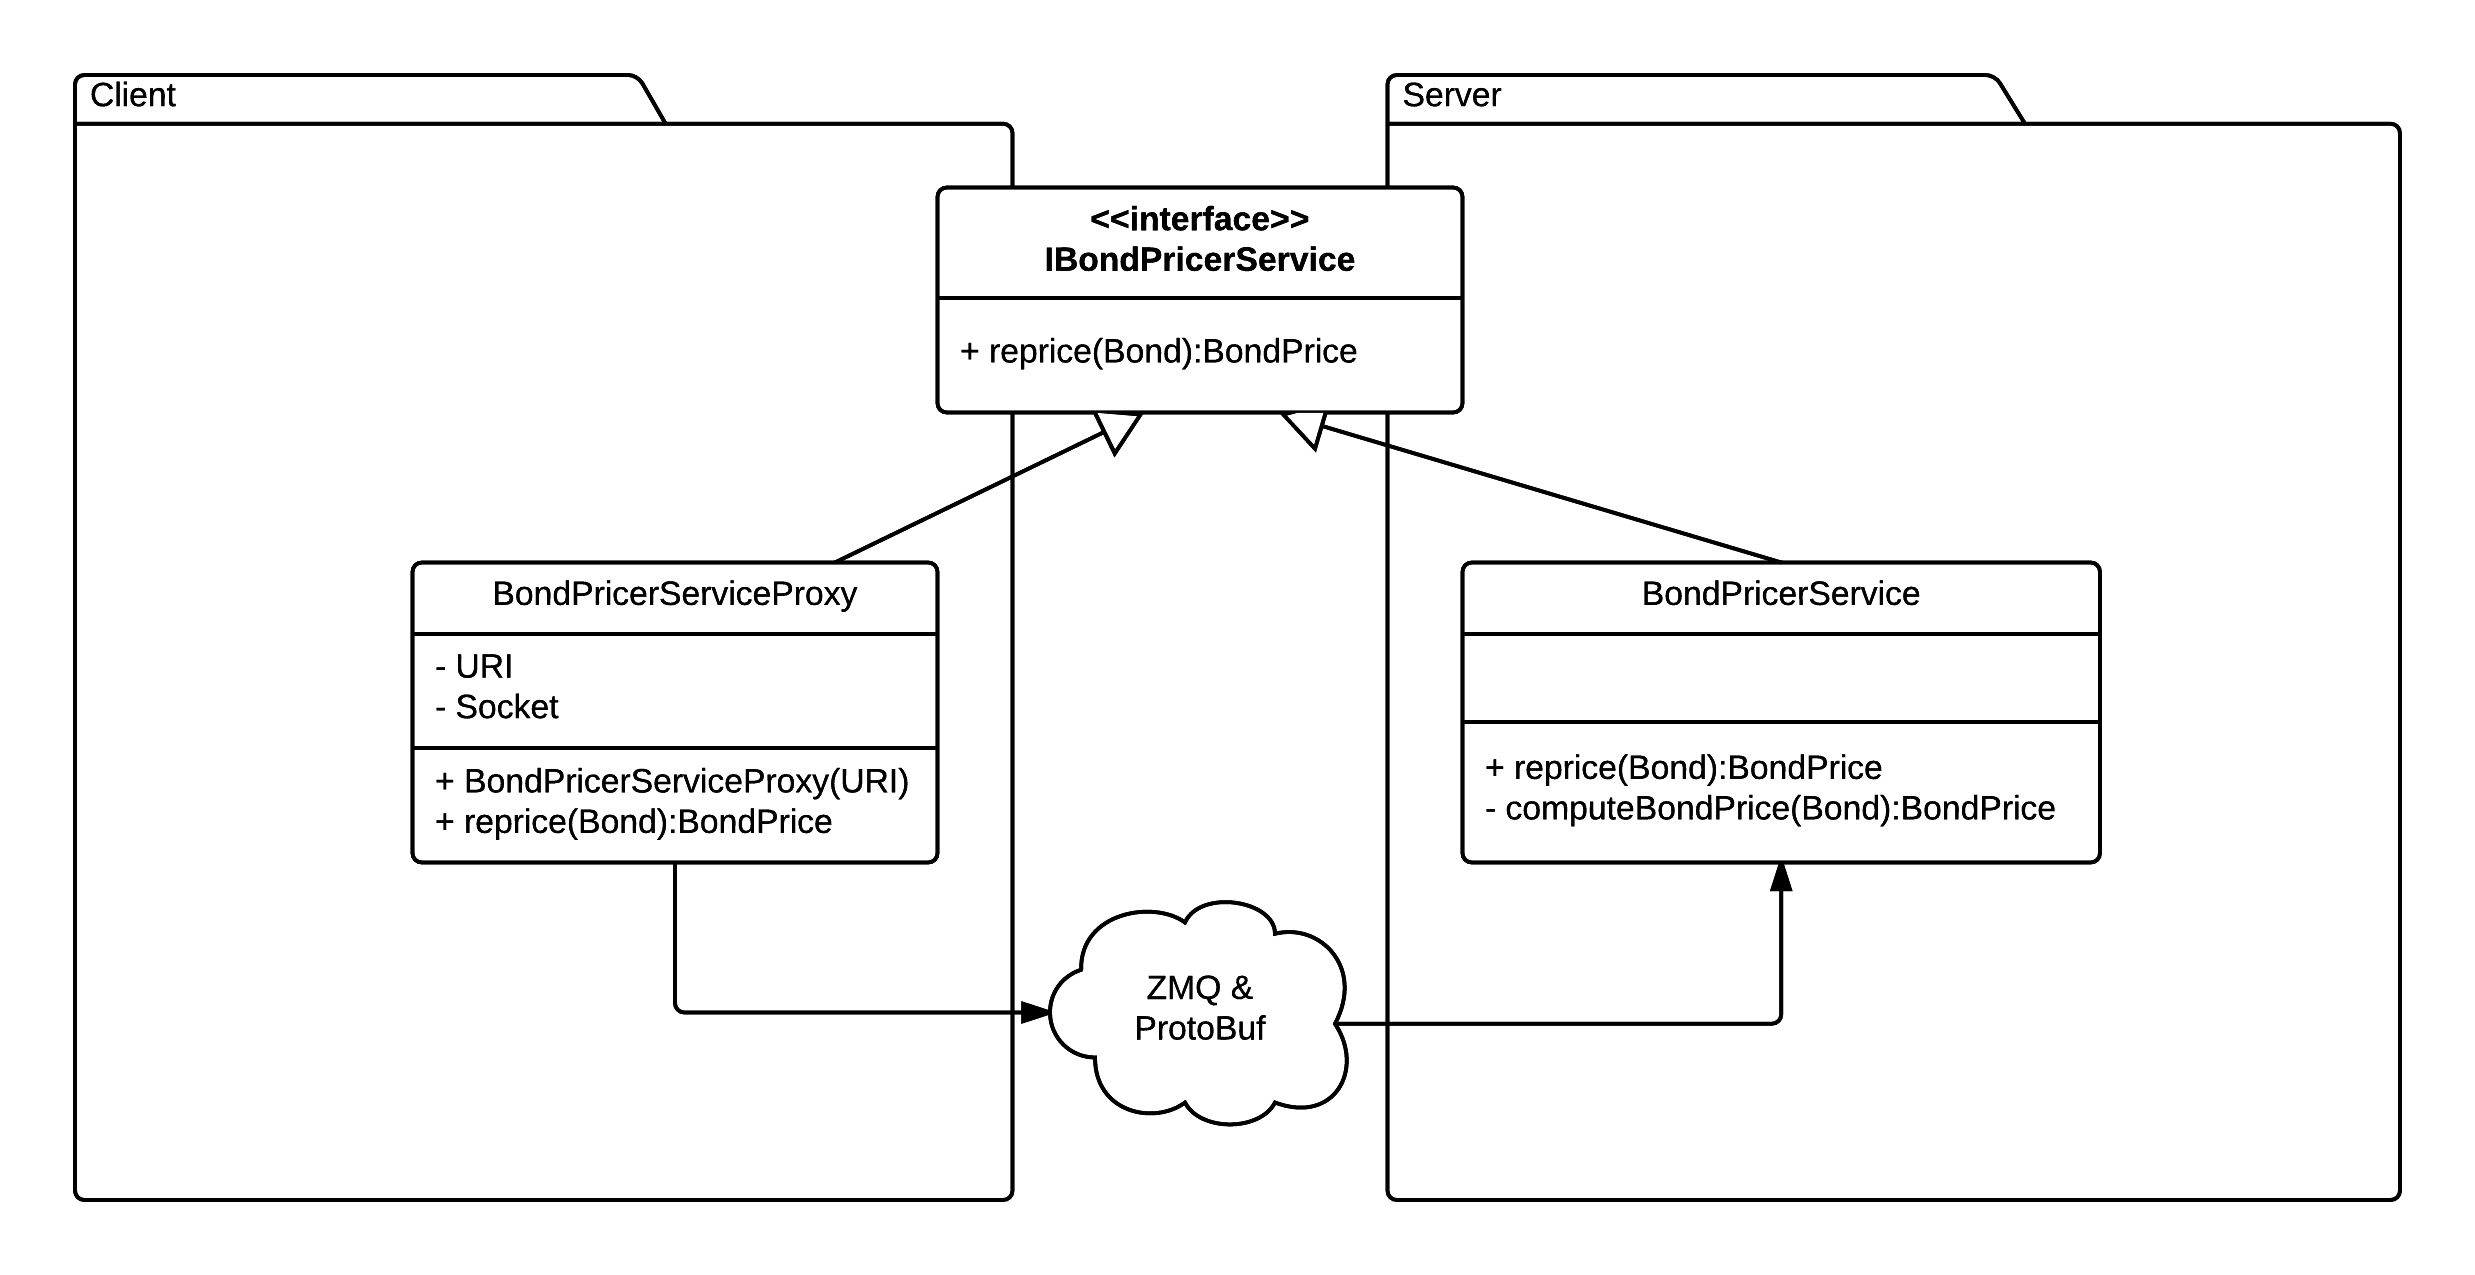 Client
Server
<<interface>>
IBondPricerService
+ reprice(Bond):BondPrice
BondPricerServiceProxy
- URI
- Socket
+ BondPricerServiceProxy(URI)
+ reprice(Bond):BondPrice
BondPricerService
+ reprice(Bond):BondPrice
- computeBondPrice(Bond):BondPrice
ZMQ &
ProtoBuf